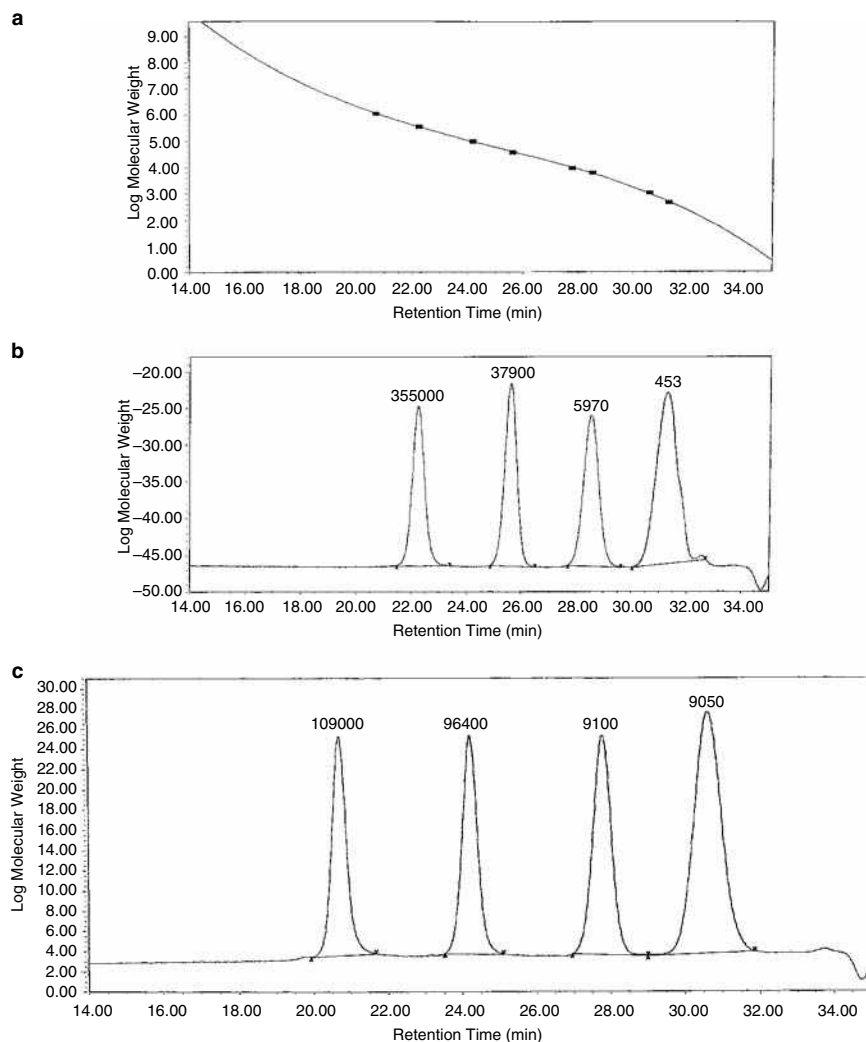 a
9.00
8.00
7.00
6.00
5.00
4.00
3.00
2.00
1.00
0.00
Log Molecular Weight
14.00 16.00 18.00 20.00 22.00 24.00 26.00 28.00 30.00 32.00 34.00
Retention Time (min)
b
355000 37900 5970 453
–20.00
–25.00
–30.00
–35.00
–40.00
–45.00
–50.00
Log Molecular Weight
14.00 16.00 18.00 20.00 22.00 24.00 26.00 28.00 30.00 32.00 34.00
Retention Time (min)
c
109000 96400 9100 9050
30.00
28.00
26.00
24.00
22.00
20.00
18.00
16.00
14.00
12.00
10.00
8.00
6.00
4.00
2.00
0.00
Log Molecular Weight
14.00 16.00 18.00 20.00 22.00 24.00 26.00 28.00 30.00 32.00 34.00
Retention Time (min)